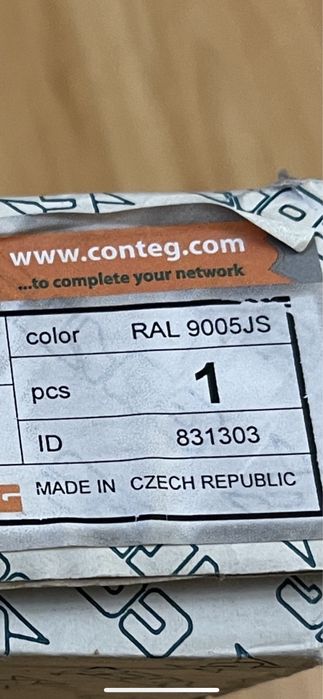 www.conteg.com
...to complete your network
color RAL 9005JS
pcs 1
ID 831303
MADE IN CZECH REPUBLIC